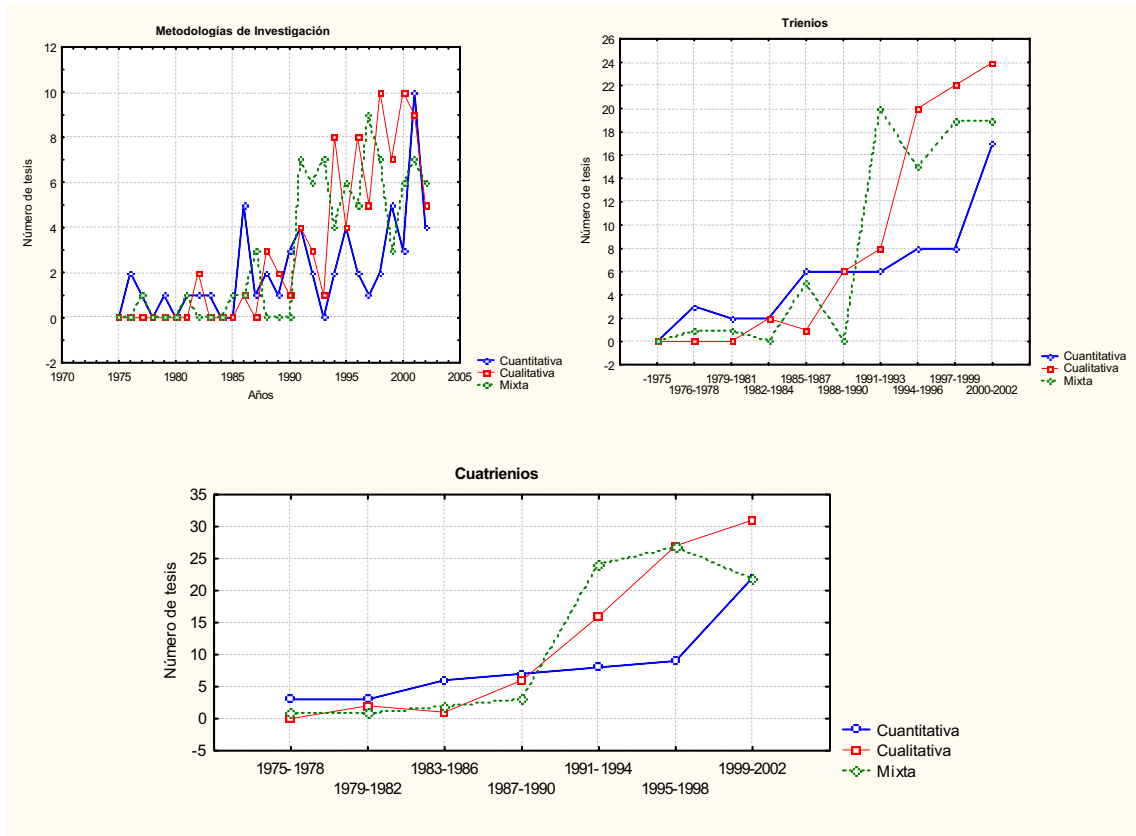 Metodologías de Investigación
12
10
8
6
4
2
0
-2
Número de tesis
1970 1975 1980 1985 1990 1995 2000 2005
Años
Cuantitativa
Cualitativa
Mixta
Trienios
26
24
22
20
18
16
14
12
10
8
6
4
2
0
-2
Número de tesis
-1975 1979-1981 1985-1987 1991-1993 1997-1999
1976-1978 1982-1984 1988-1990 1994-1996 2000-2002
Cuantitativa
Cualitativa
Mixta
Cuatrienios
35
30
25
20
15
10
5
0
-5
Número de tesis
1975-1978 1983-1986 1991-1994 1999-2002
1979-1982 1987-1990 1995-1998
Cuantitativa
Cualitativa
Mixta